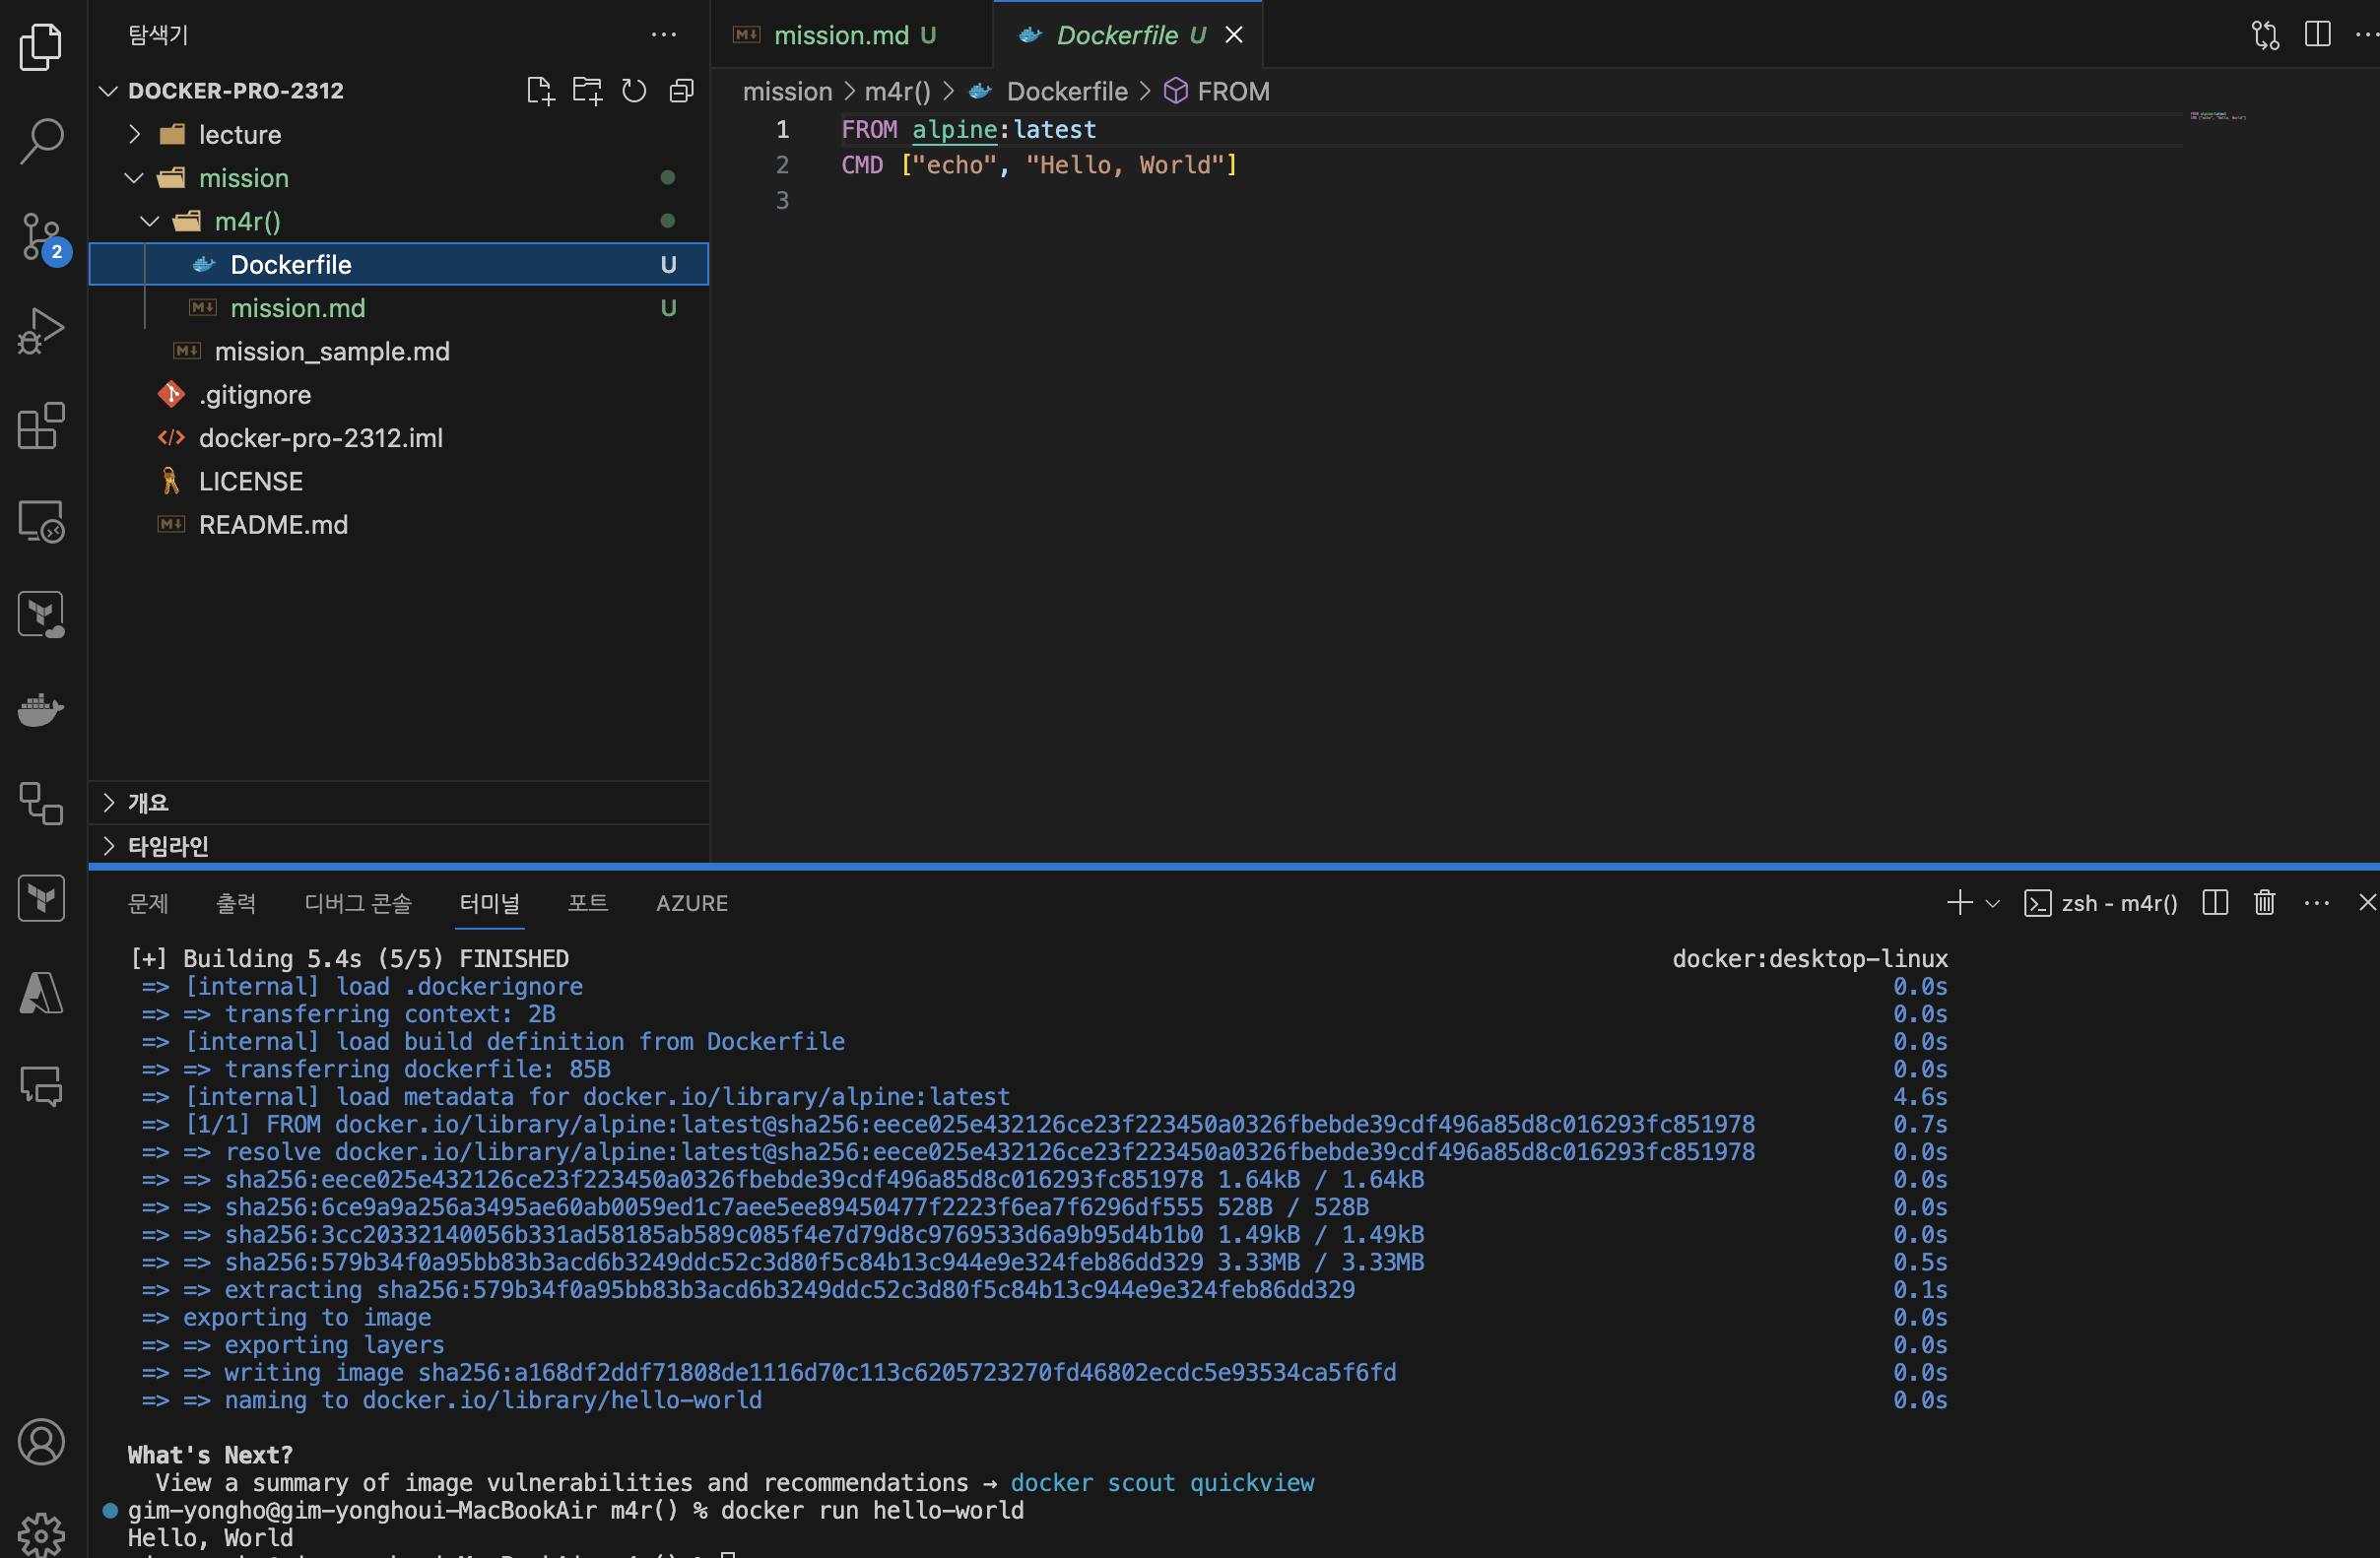 탐색기
DOCKER-PRO-2312
lecture
mission
m4r()
Dockerfile U
mission.md U
mission_sample.md
.gitignore
docker-pro-2312.iml
LICENSE
README.md
개요
타임라인
2
mission.md U
Dockerfile U
mission > m4r() > Dockerfile > FROM
1 FROM alpine:latest
2 CMD ["echo", "Hello, World"]
3
문제 출력 디버그 콘솔 터미널 포트 AZURE
zsh - m4r()
[+] Building 5.4s (5/5) FINISHED docker:desktop-linux
=> [internal] load .dockerignore 0.0s
=> => transferring context: 2B 0.0s
=> [internal] load build definition from Dockerfile 0.0s
=> => transferring dockerfile: 85B 0.0s
=> [internal] load metadata for docker.io/library/alpine:latest 4.6s
=> [1/1] FROM docker.io/library/alpine:latest@sha256:eece025e432126ce23f223450a0326fbebde39cdf496a85d8c016293fc851978 0.7s
=> => resolve docker.io/library/alpine:latest@sha256:eece025e432126ce23f223450a0326fbebde39cdf496a85d8c016293fc851978 0.0s
=> => sha256:eece025e432126ce23f223450a0326fbebde39cdf496a85d8c016293fc851978 1.64kB / 1.64kB 0.0s
=> => sha256:6ce9a9a256a3495ae60ab0059ed1c7aee5ee89450477f2223f6ea7f6296df555 528B / 528B 0.0s
=> => sha256:3cc20332140056b331ad58185ab589c085f4e7d79d8c9769533d6a9b95d4b1b0 1.49kB / 1.49kB 0.0s
=> => sha256:579b34f0a95bb83b3acd6b3249ddc52c3d80f5c84b13c944e9e324feb86dd329 3.33MB / 3.33MB 0.5s
=> => extracting sha256:579b34f0a95bb83b3acd6b3249ddc52c3d80f5c84b13c944e9e324feb86dd329 0.1s
=> exporting to image 0.0s
=> => exporting layers 0.0s
=> => writing image sha256:a168df2ddf71808de1116d70c113c6205723270fd46802ecdc5e93534ca5f6fd 0.0s
=> => naming to docker.io/library/hello-world 0.0s
What's Next?
View a summary of image vulnerabilities and recommendations → docker scout quickview
gim-yongho@gim-yonghoui-MacBookAir m4r() % docker run hello-world
Hello, World